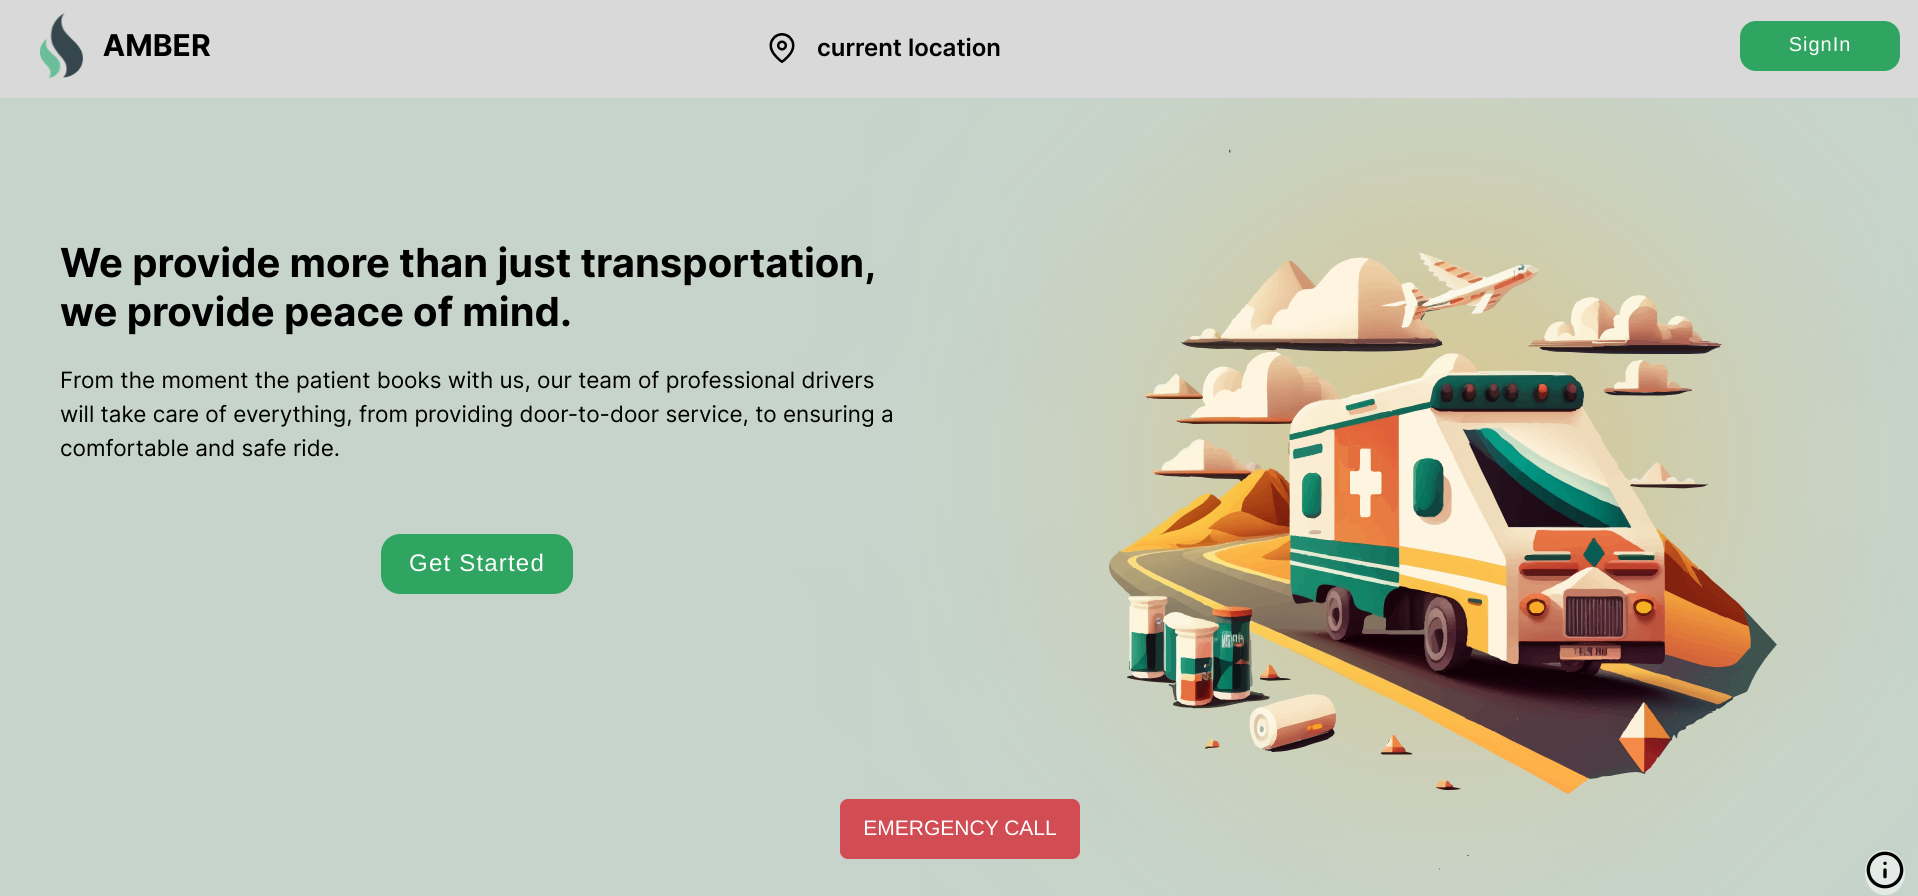 AMBER
current location
SignIn
We provide more than just transportation,
we provide peace of mind.
From the moment the patient books with us, our team of professional drivers
will take care of everything, from providing door-to-door service, to ensuring a
comfortable and safe ride.
Get Started
EMERGENCY CALL